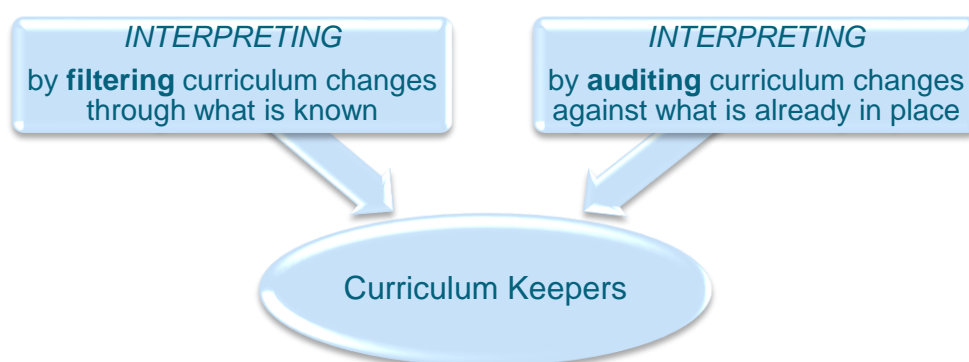 INTERPRETING
by filtering curriculum changes
through what is known
INTERPRETING
by auditing curriculum changes
against what is already in place
Curriculum Keepers